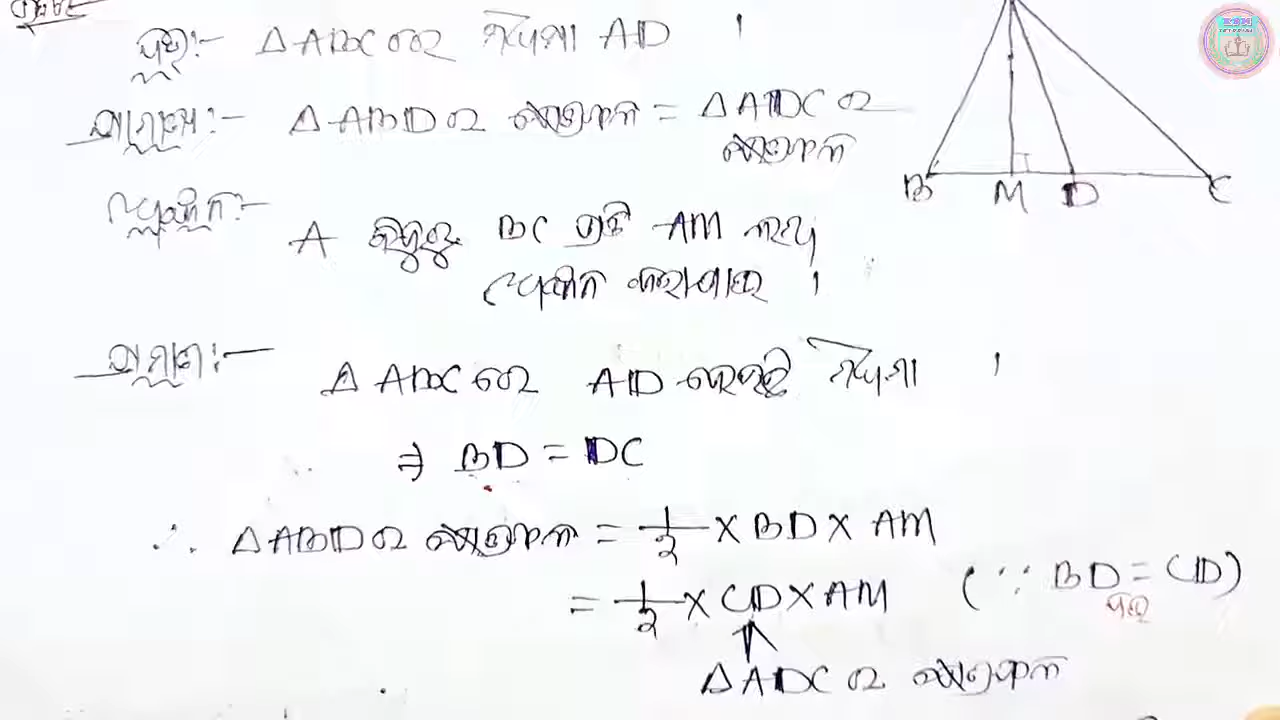 ଦତ୍ତ:- △ABC ରେ ମଧ୍ୟମା AD ।
ପ୍ରାମାଣ୍ୟ:- △ABD ର କ୍ଷେତ୍ରଫଳ = △ADC ର
କ୍ଷେତ୍ରଫଳ
ଅଙ୍କନ:-
A ବିନ୍ଦୁରୁ BC ପ୍ରତି AM ଲମ୍ବ
ଅଙ୍କନ କରାଯାଉ ।
ପ୍ରମାଣ:-
△ABC ରେ AD ହେଉଛି ମଧ୍ୟମା ।
⇒ BD = DC
∴ △ABD ର କ୍ଷେତ୍ରଫଳ = 1/2 × BD × AM
= 1/2 × CD × AM (∵ BD = CD)
△ADC ର କ୍ଷେତ୍ରଫଳ
B M D C